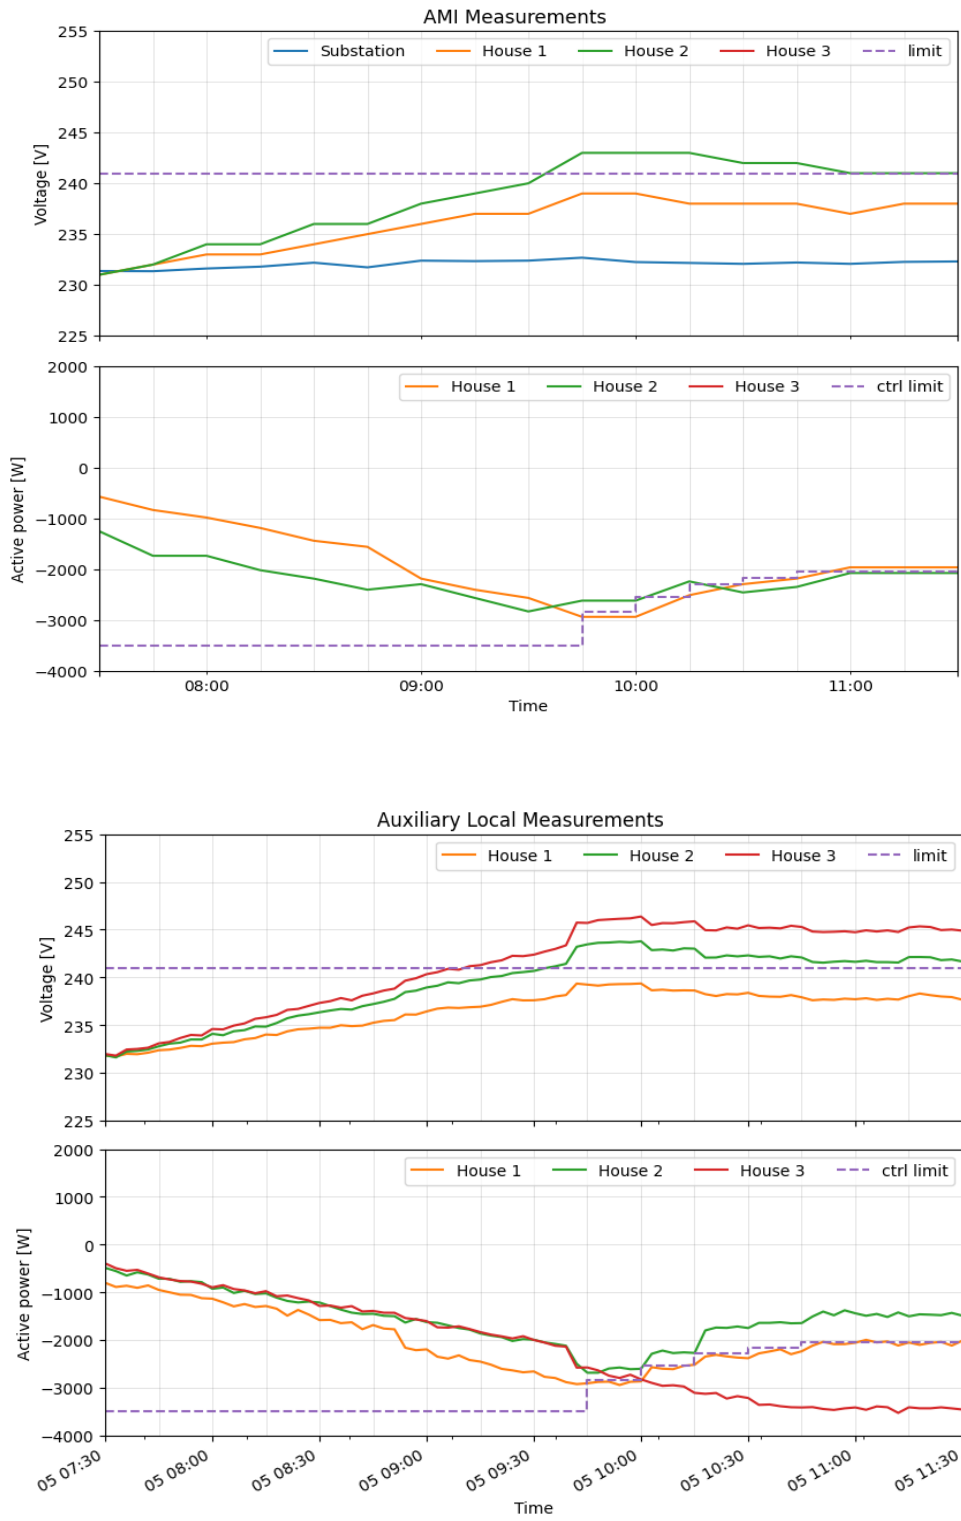 AMI Measurements
255
250
245
240
235
230
225
Voltage [V]
Substation House 1 House 2 House 3 limit
2000
1000
0
−1000
−2000
−3000
−4000
Active power [W]
House 1 House 2 House 3 ctrl limit
08:00 09:00 10:00 11:00
Time
Auxiliary Local Measurements
255
250
245
240
235
230
225
Voltage [V]
House 1 House 2 House 3 limit
2000
1000
0
−1000
−2000
−3000
−4000
Active power [W]
House 1 House 2 House 3 ctrl limit
05 07:30 05 08:00 05 08:30 05 09:00 05 09:30 05 10:00 05 10:30 05 11:00 05 11:30
Time